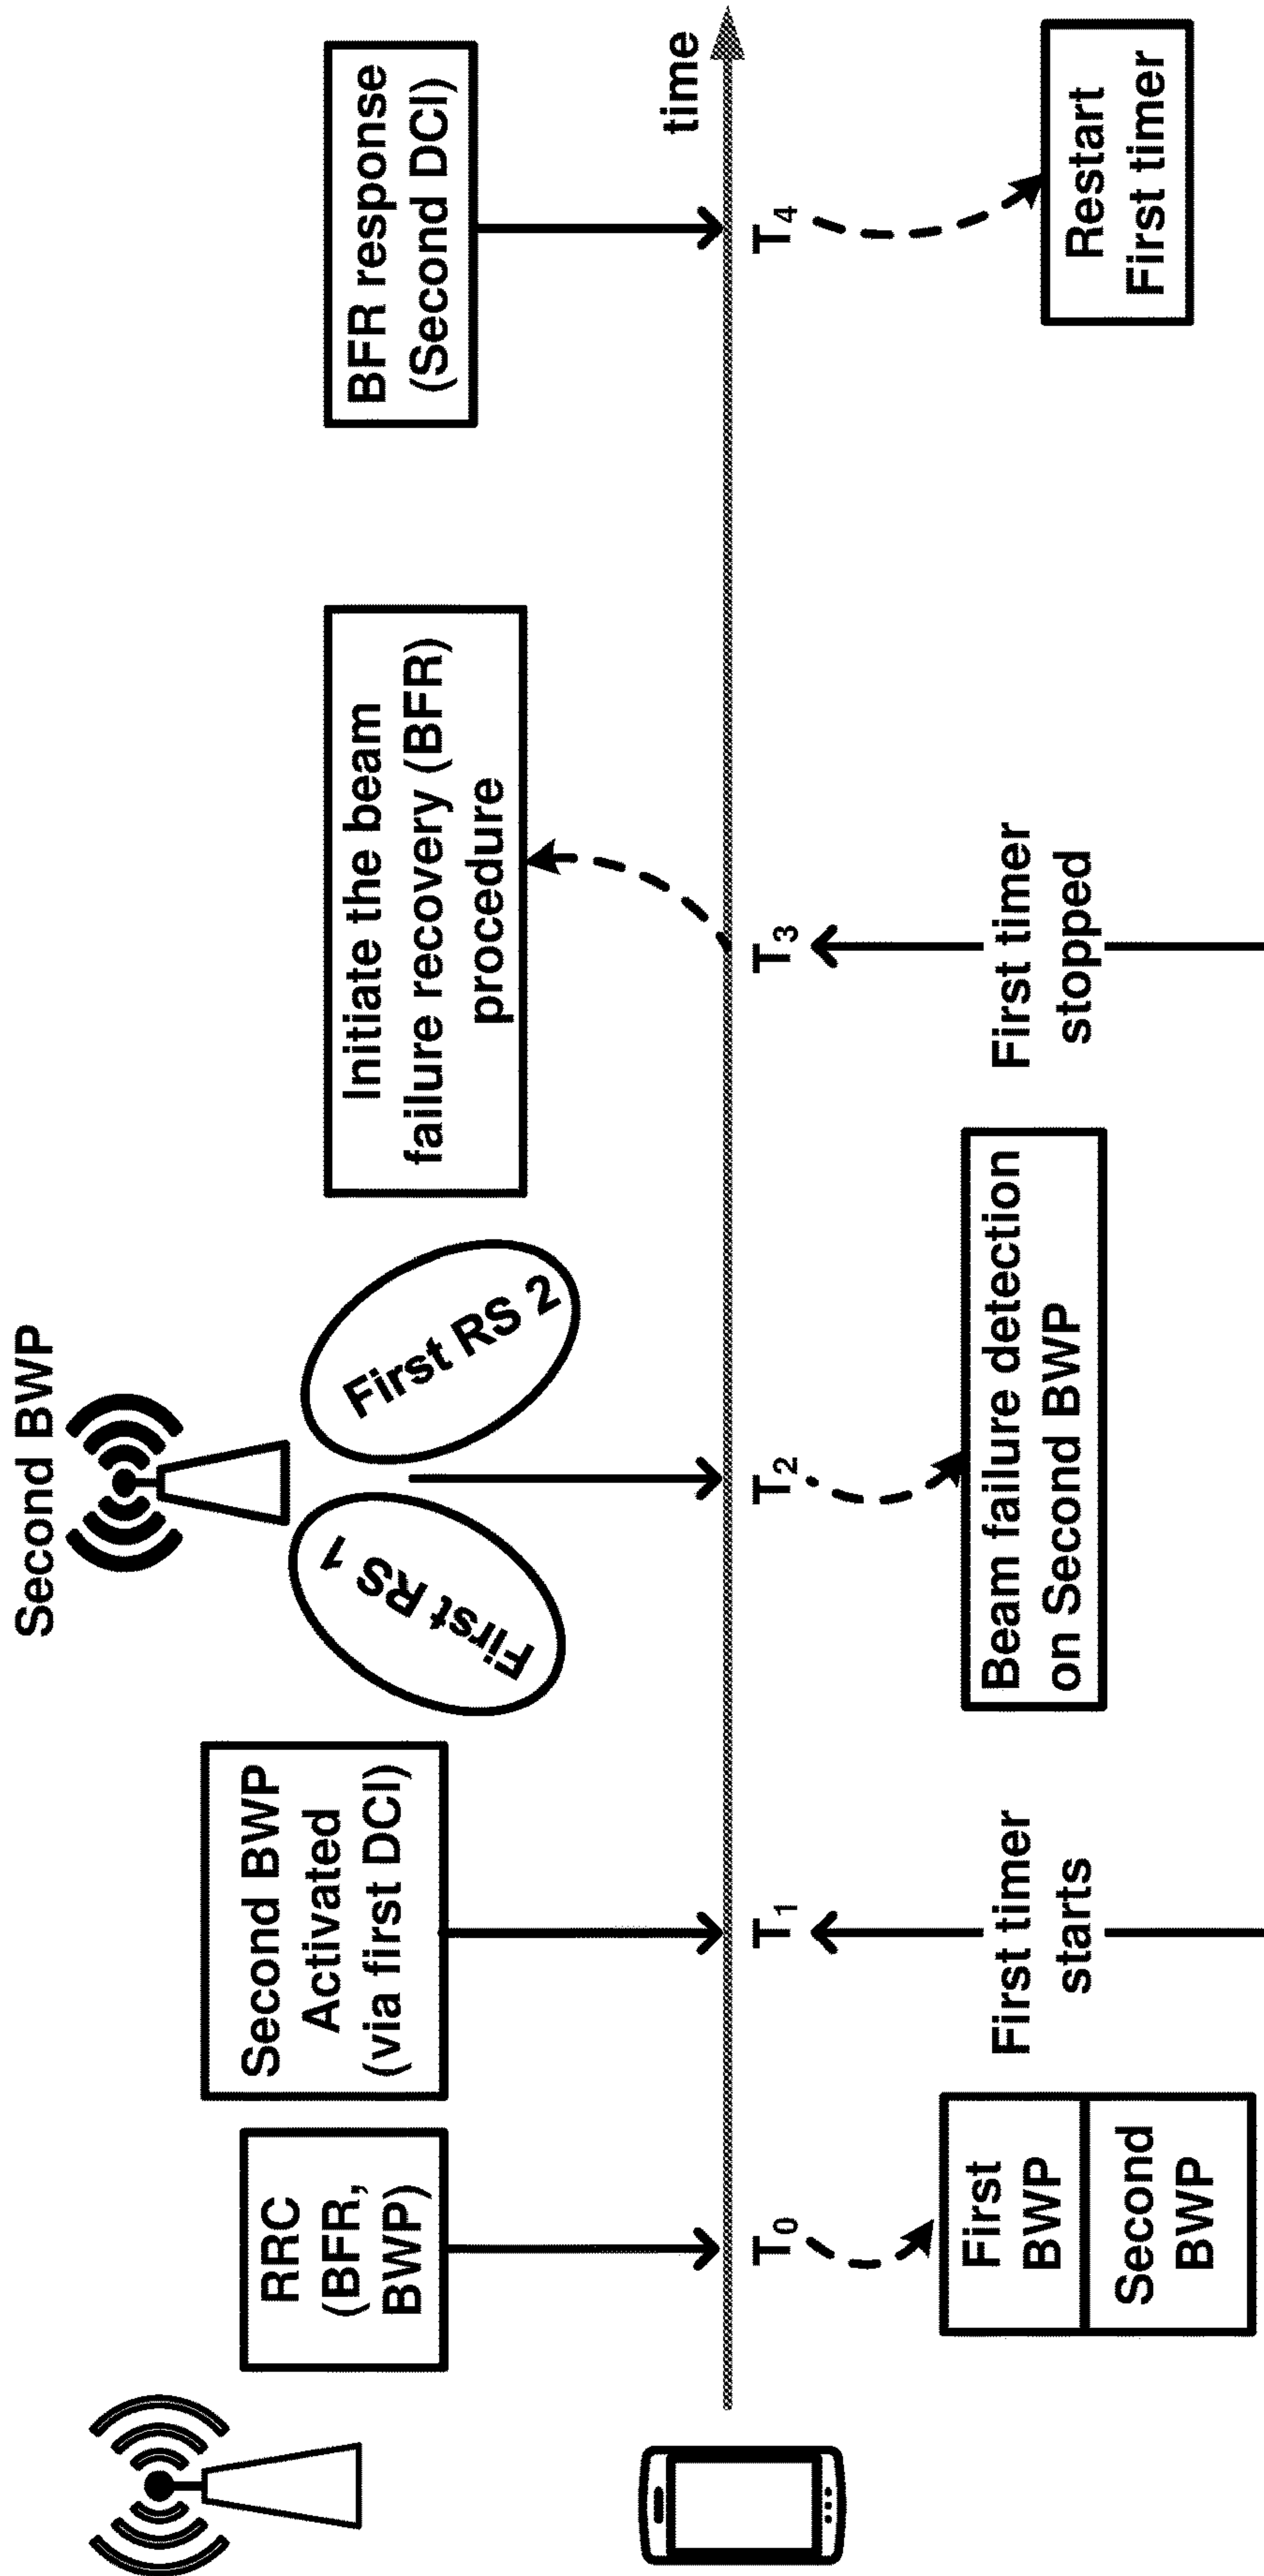 Second BWP
RRC
(BFR,
BWP)
Second BWP
Activated
(via first DCI)
First RS 1
First RS 2
Initiate the beam
failure recovery (BFR)
procedure
BFR response
(Second DCI)
time
T0
T1
T2
T3
T4
First
BWP
Second
BWP
First timer
starts
Beam failure detection
on Second BWP
First timer
stopped
Restart
First timer